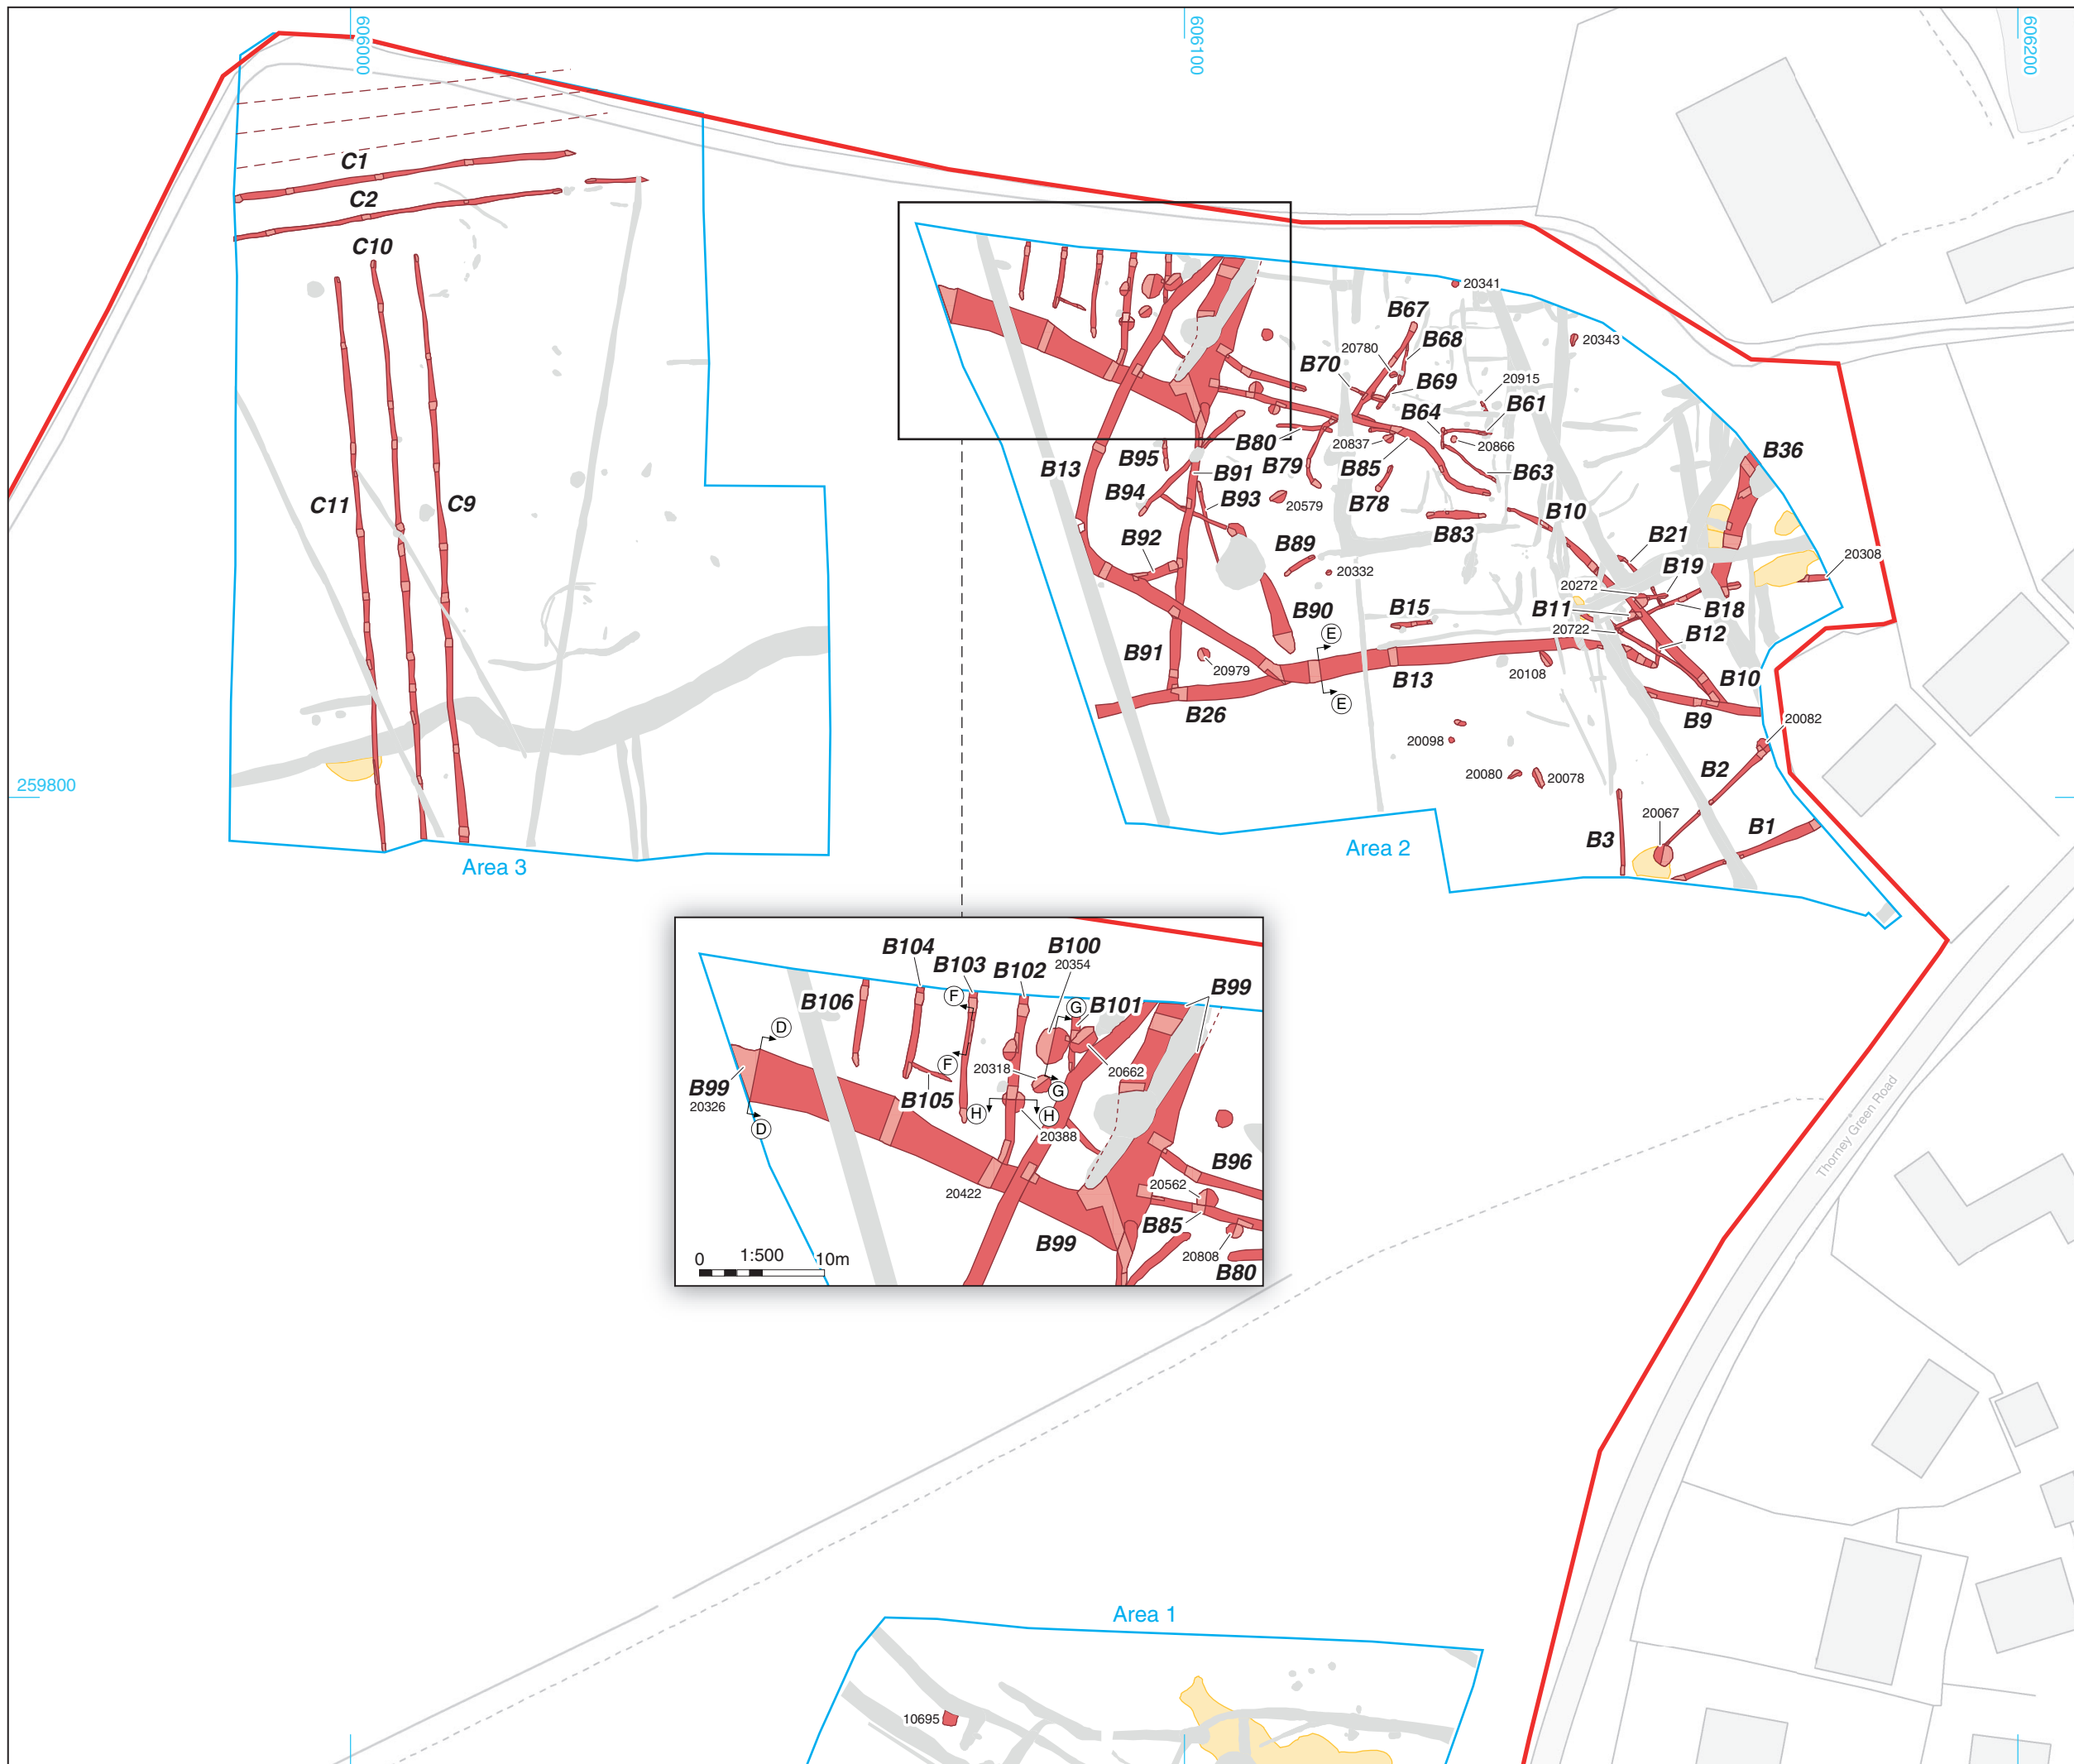 606000
606100
606200
C1
C2
C10
C11
C9
259800
Area 3
20341
B67
20343
20780
B68
B70
20915
B69
B61
B64
B80
20837
20866
B36
B95
B79
B85
B63
B13
B91
B94
B93
20579
B78
B10
B92
B89
B83
B21
20308
20332
B19
20272
B15
B11
B18
B90
20722
B12
E
B91
20979
B13
20108
B10
E
B26
B9
20082
20098
B2
20080
20078
20067
B3
B1
Area 2
B104
B100
B103
20354
B102
B99
B106
F
G
B101
D
F
20318
20662
B99
B105
G
20326
H
H
D
20388
B96
20422
20562
B85
B99
20808
B80
0
1:500
10m
Thorney Green Road
Area 1
10695